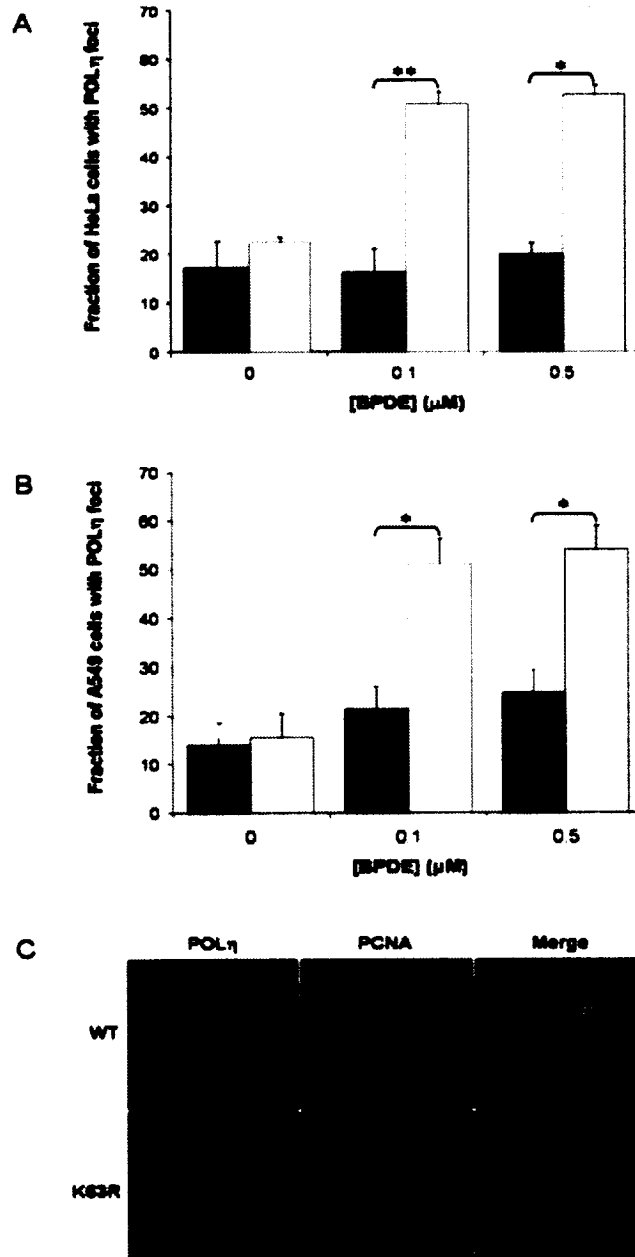 A
Fraction of HeLa cells with POLη foci
70
60
50
40
30
20
10
0
**
*
0
0 1
0 5
[BPDE] (μM)
B
Fraction of A549 cells with POLη foci
70
60
50
40
30
20
10
0
*
*
0
0 1
0 5
[BPDE] (μM)
C
POLη
PCNA
Merge
WT
K63R